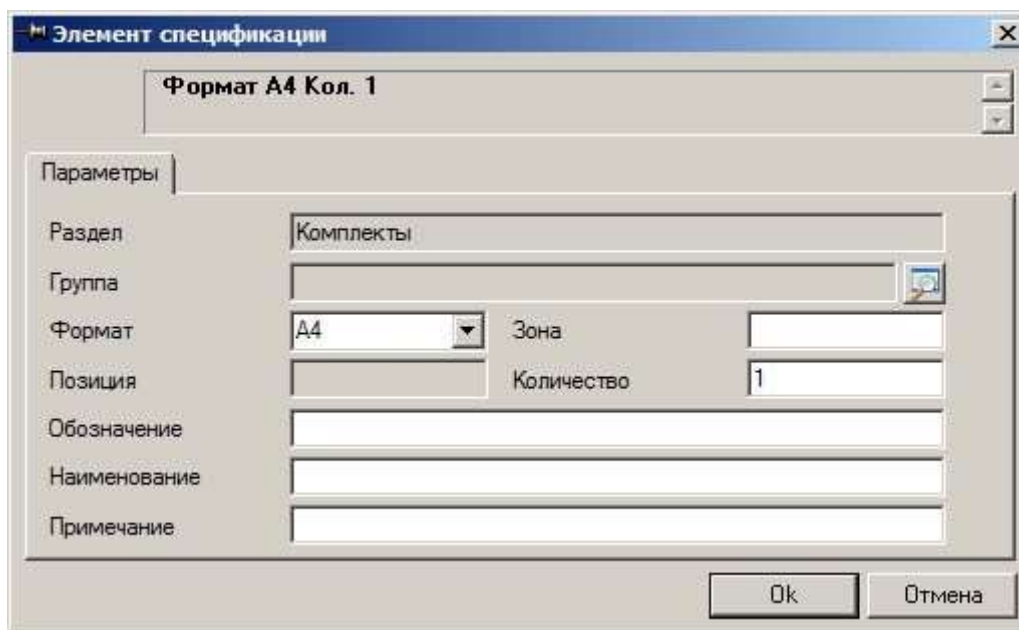 Элемент спецификации
Формат А4 Кол. 1
Параметры
Раздел Комплекты
Группа
Формат А4 Зона
Позиция Количество 1
Обозначение
Наименование
Примечание
Ok Отмена